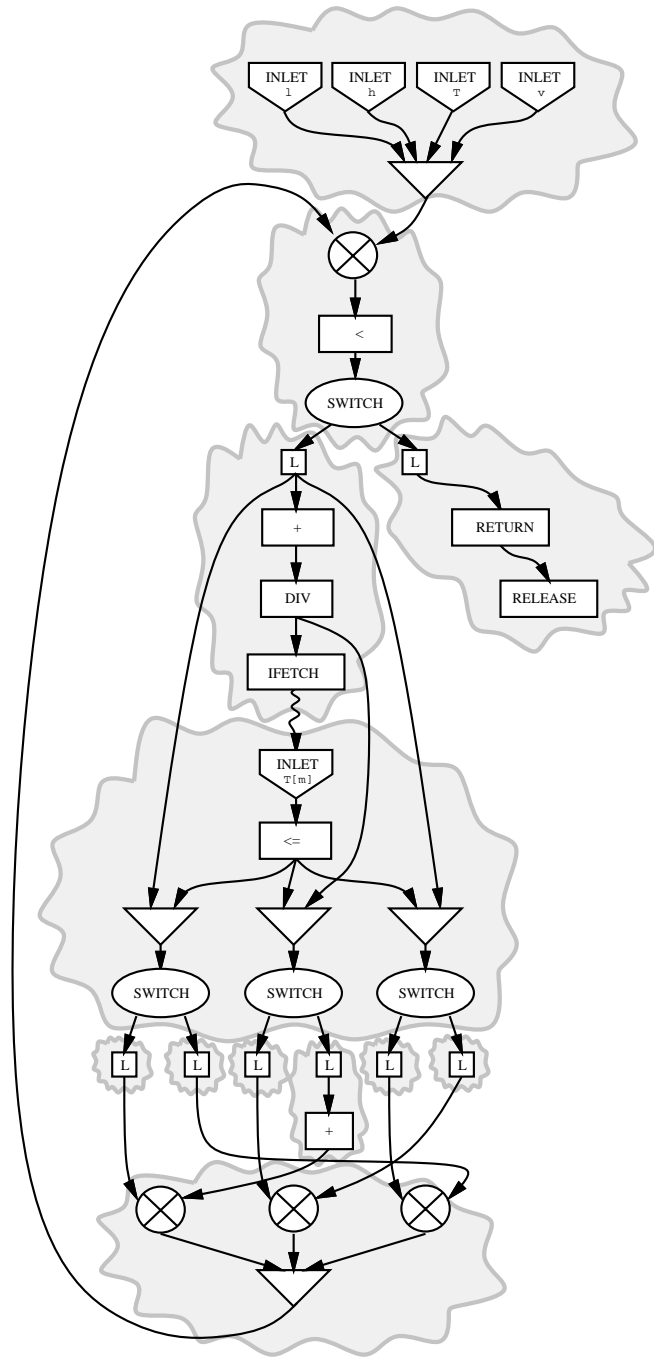 INLET INLET INLET INLET
l h T v
<
SWITCH
L L
+ RETURN
DIV RELEASE
IFETCH
INLET
T[m]
<=
SWITCH SWITCH SWITCH
L L L L L L
+